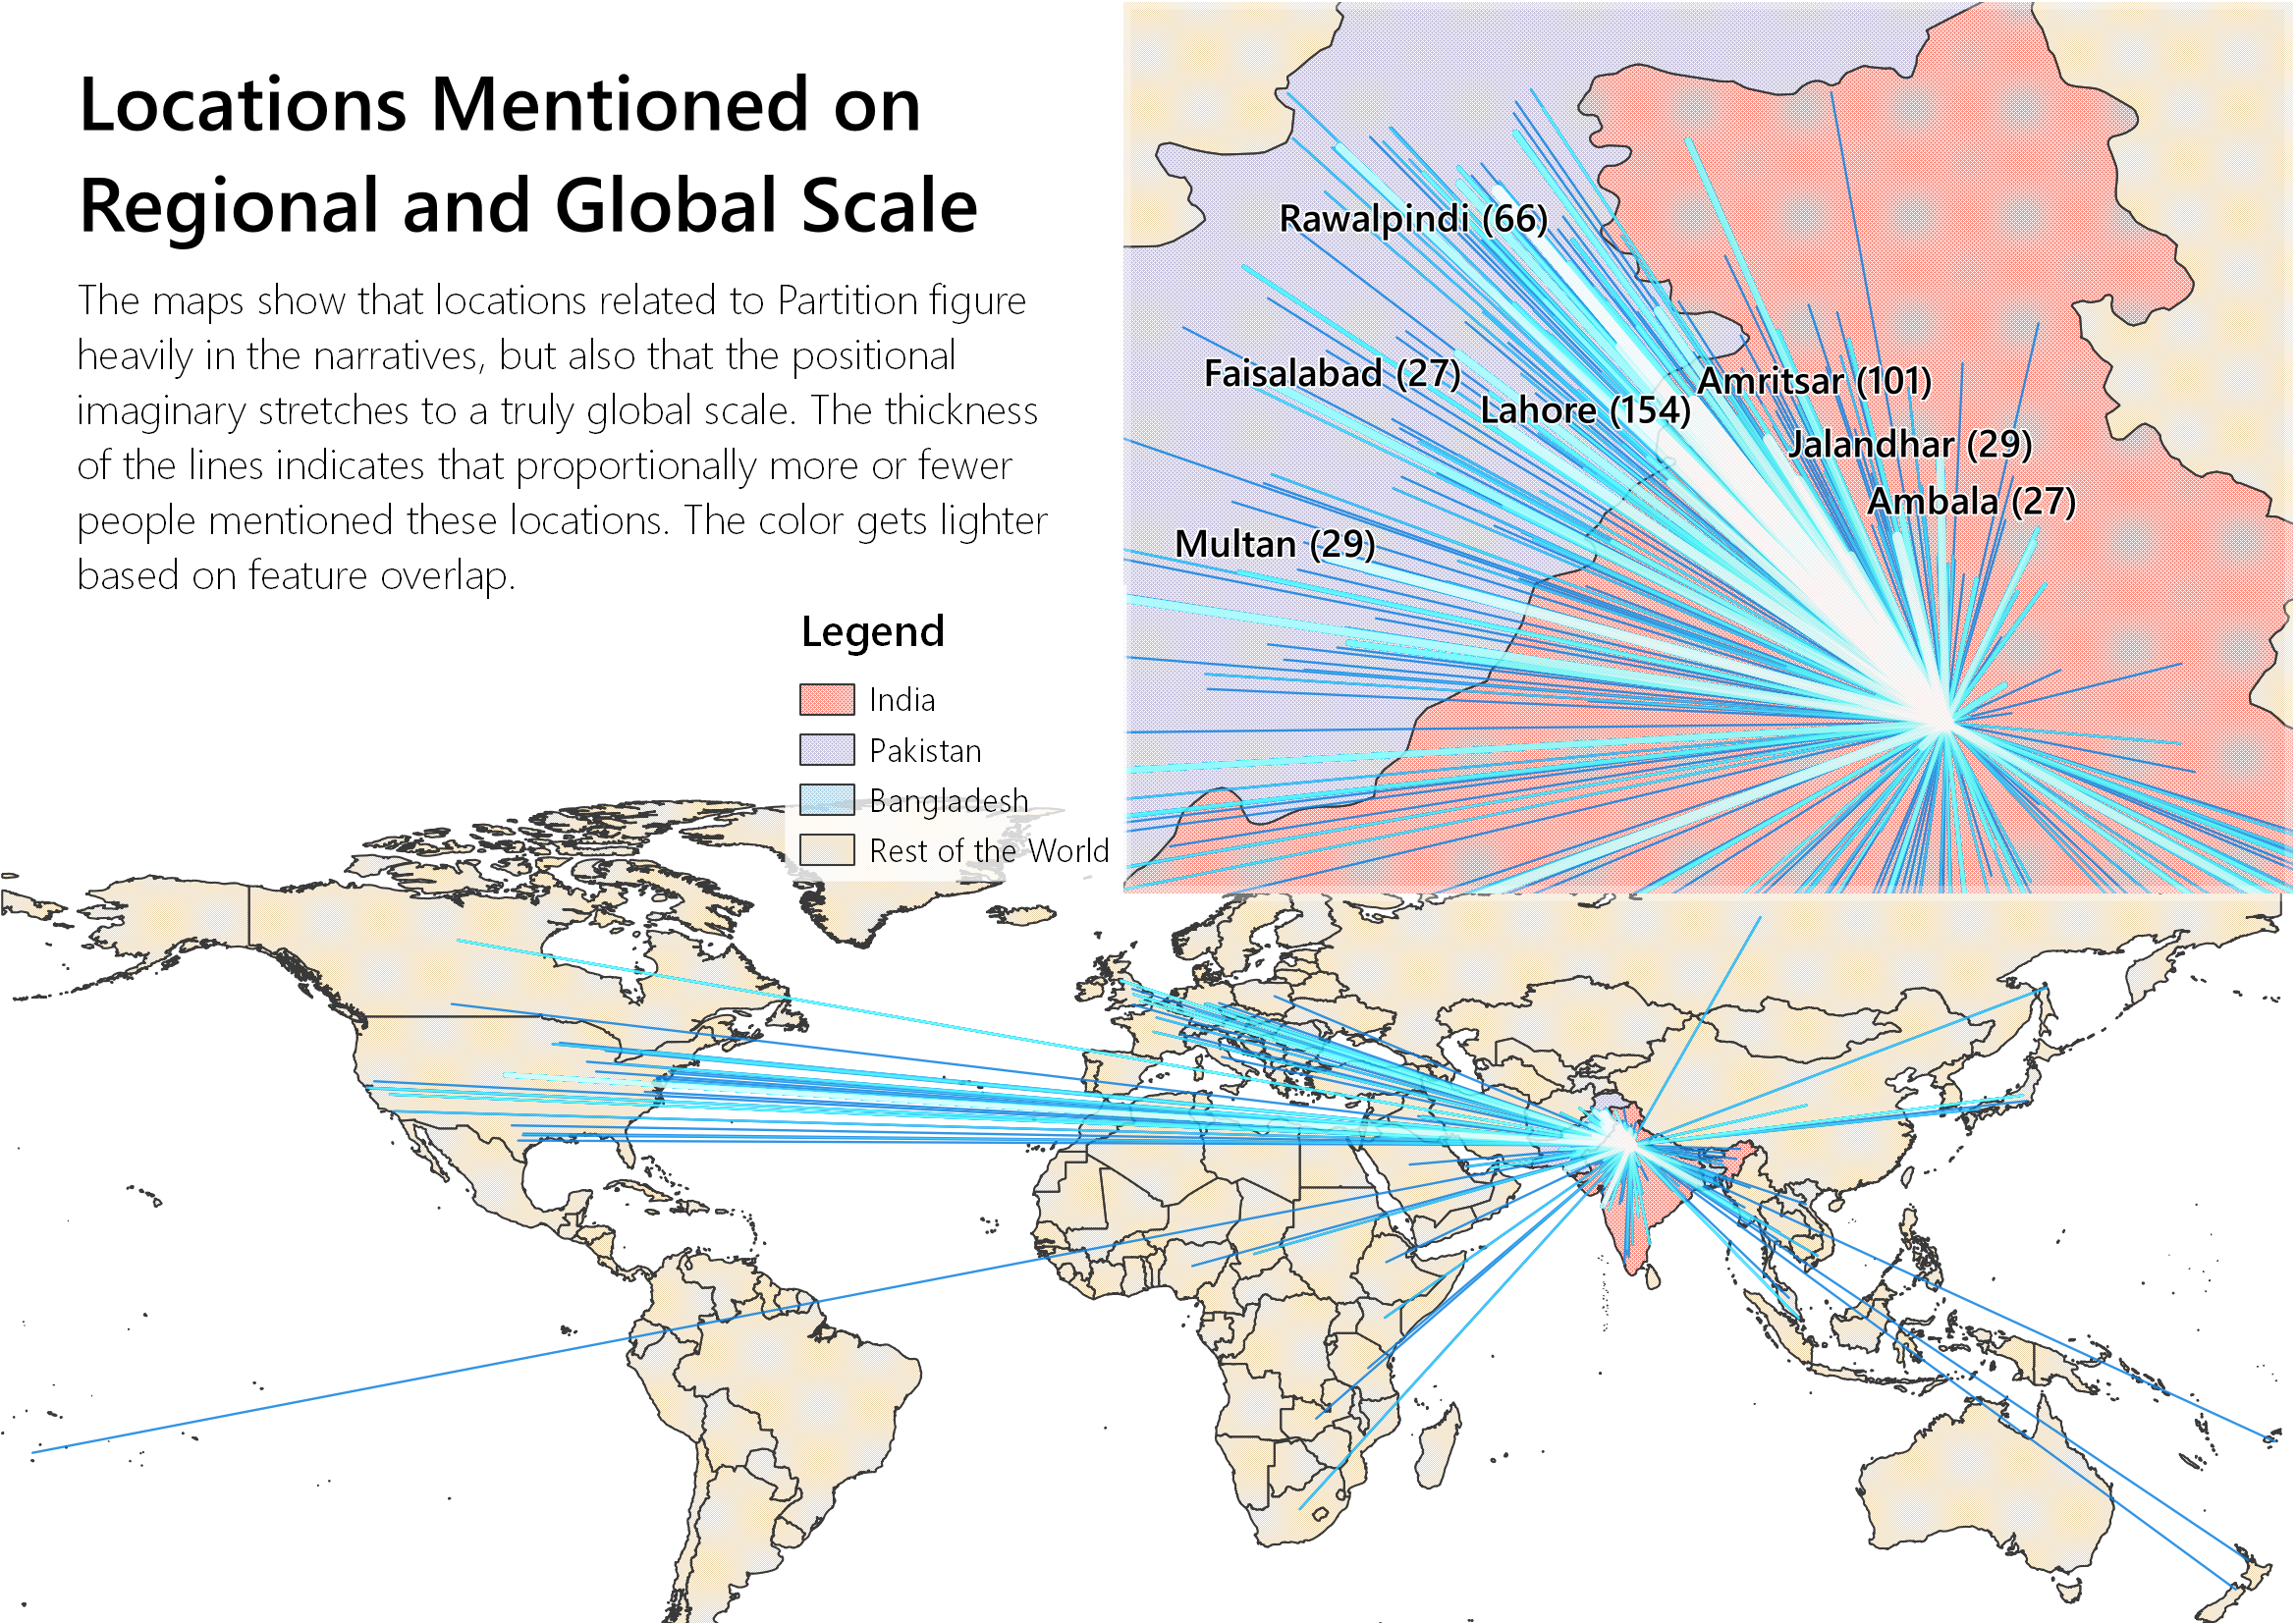 Locations Mentioned on
Regional and Global Scale
The maps show that locations related to Partition figure
heavily in the narratives, but also that the positional
imaginary stretches to a truly global scale. The thickness
of the lines indicates that proportionally more or fewer
people mentioned these locations. The color gets lighter
based on feature overlap.
Legend
India
Pakistan
Bangladesh
Rest of the World
Rawalpindi (66)
Faisalabad (27)
Amritsar (101)
Lahore (154)
Jalandhar (29)
Ambala (27)
Multan (29)